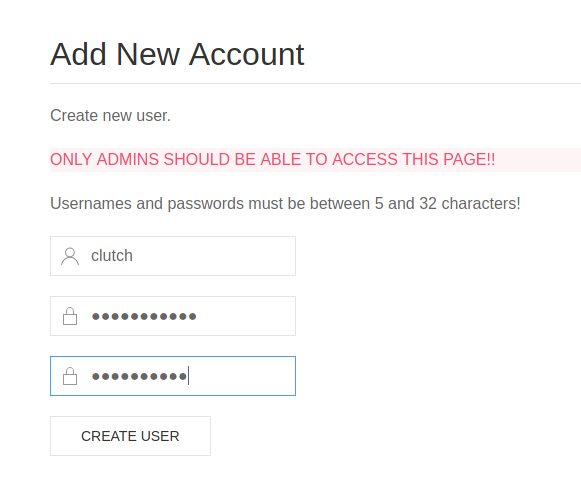 Add New Account
Create new user.
ONLY ADMINS SHOULD BE ABLE TO ACCESS THIS PAGE!!
Usernames and passwords must be between 5 and 32 characters!
clutch
●●●●●●●●●●●
●●●●●●●●●●
CREATE USER